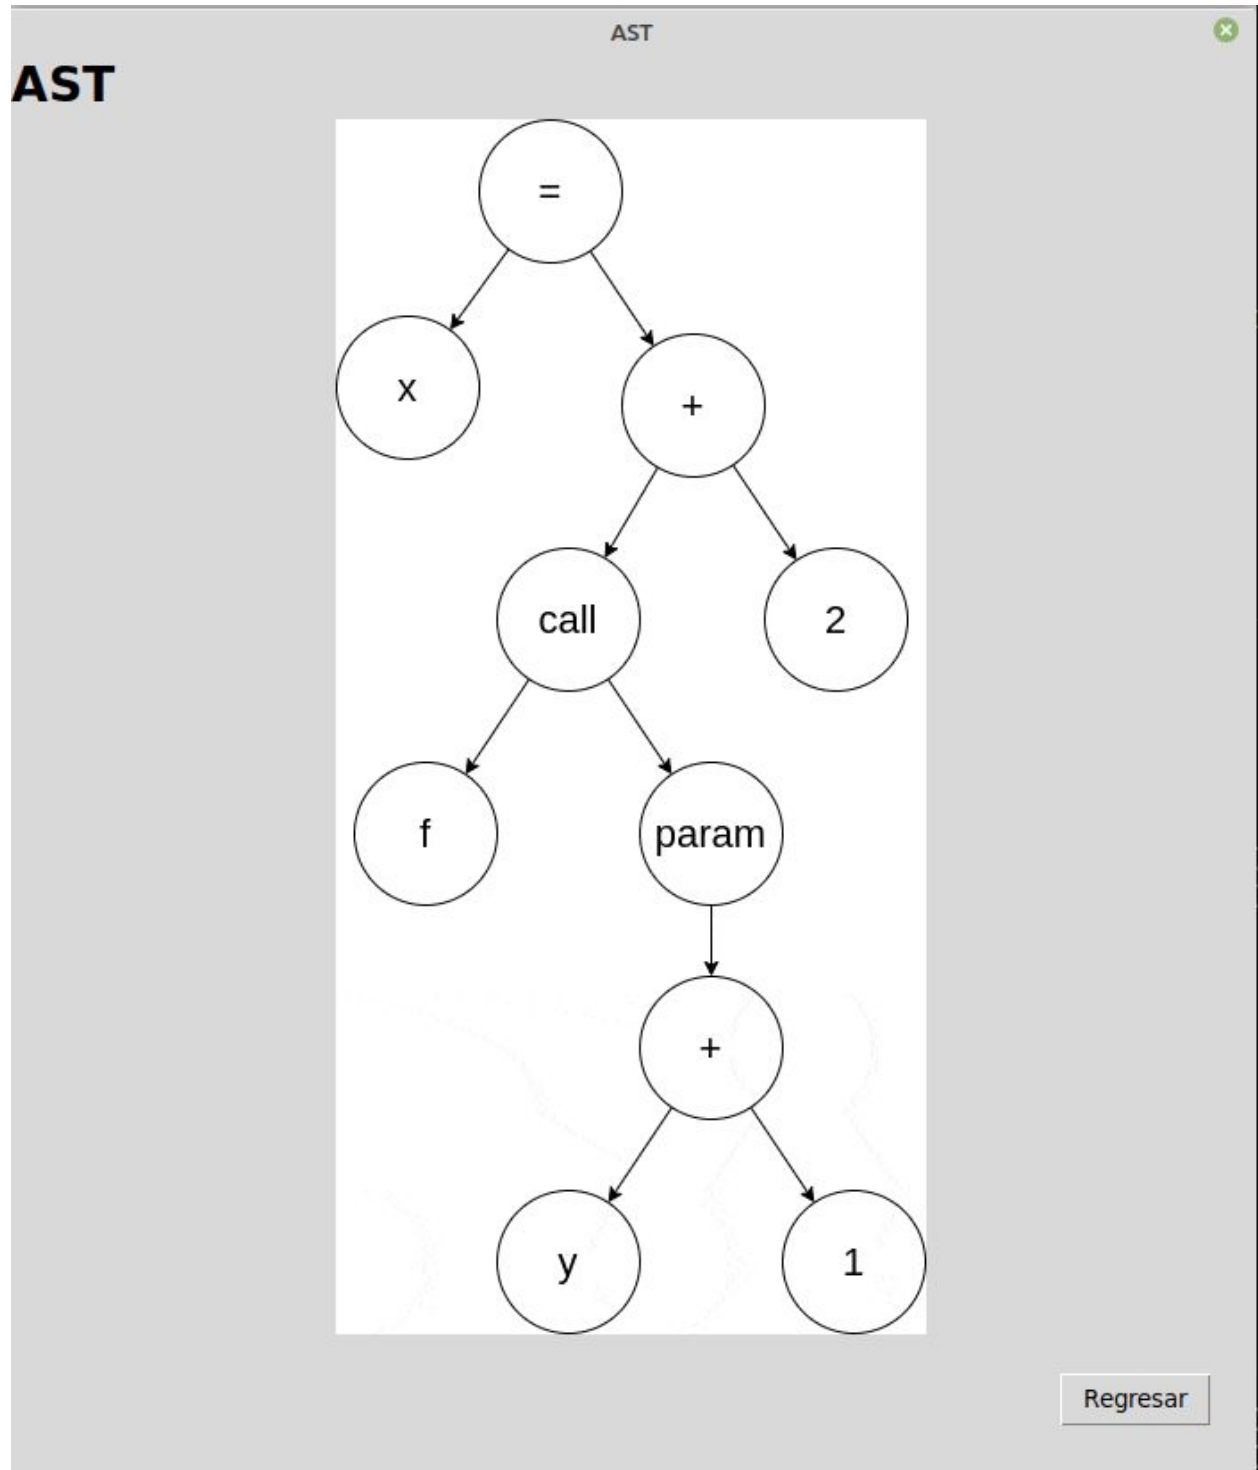 AST
AST
=
x
+
call
2
f
param
+
y
1
Regresar